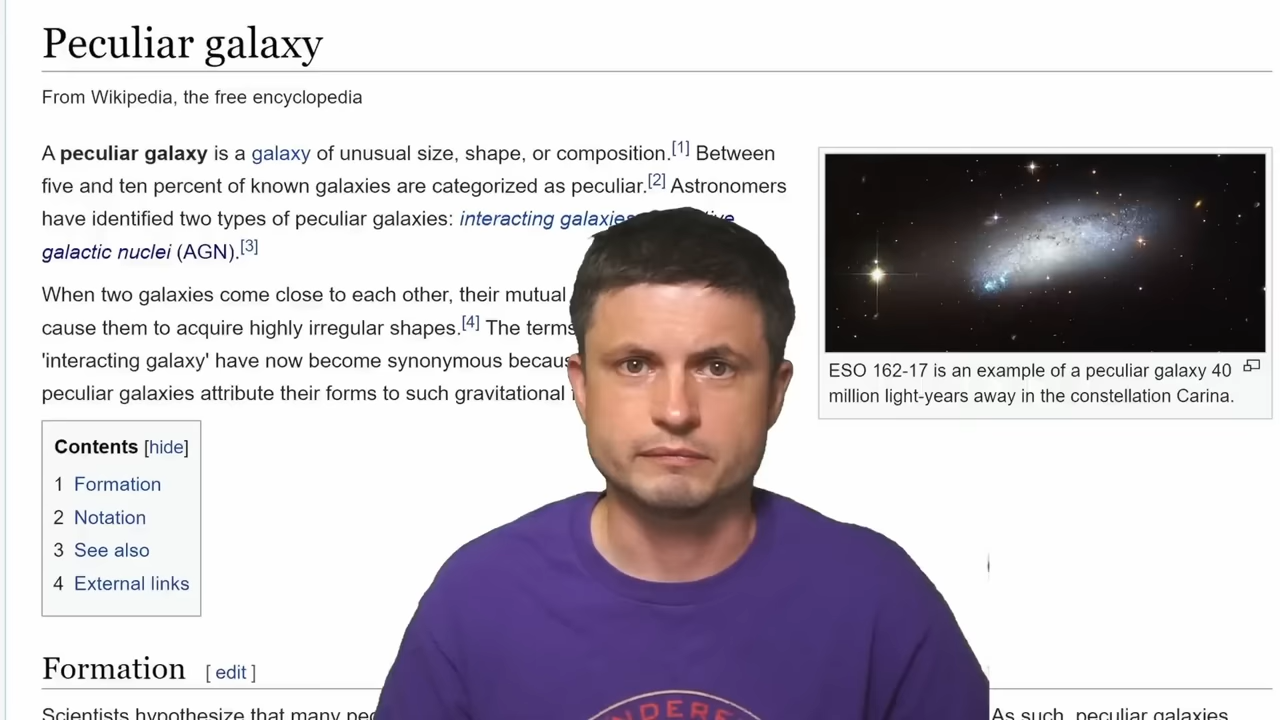 Peculiar galaxy
From Wikipedia, the free encyclopedia
A peculiar galaxy is a galaxy of unusual size, shape, or composition.[1] Between
five and ten percent of known galaxies are categorized as peculiar.[2] Astronomers
have identified two types of peculiar galaxies: interacting galaxies
galactic nuclei (AGN).[3]
When two galaxies come close to each other, their mutual
cause them to acquire highly irregular shapes.[4] The terms
'interacting galaxy' have now become synonymous
peculiar galaxies attribute their forms to such gravitational
ESO 162-17 is an example of a peculiar galaxy 40
million light-years away in the constellation Carina.
Contents [hide]
1 Formation
2 Notation
3 See also
4 External links
Formation [ edit ]
Scientists hypothesize that many
As such, peculiar galaxies